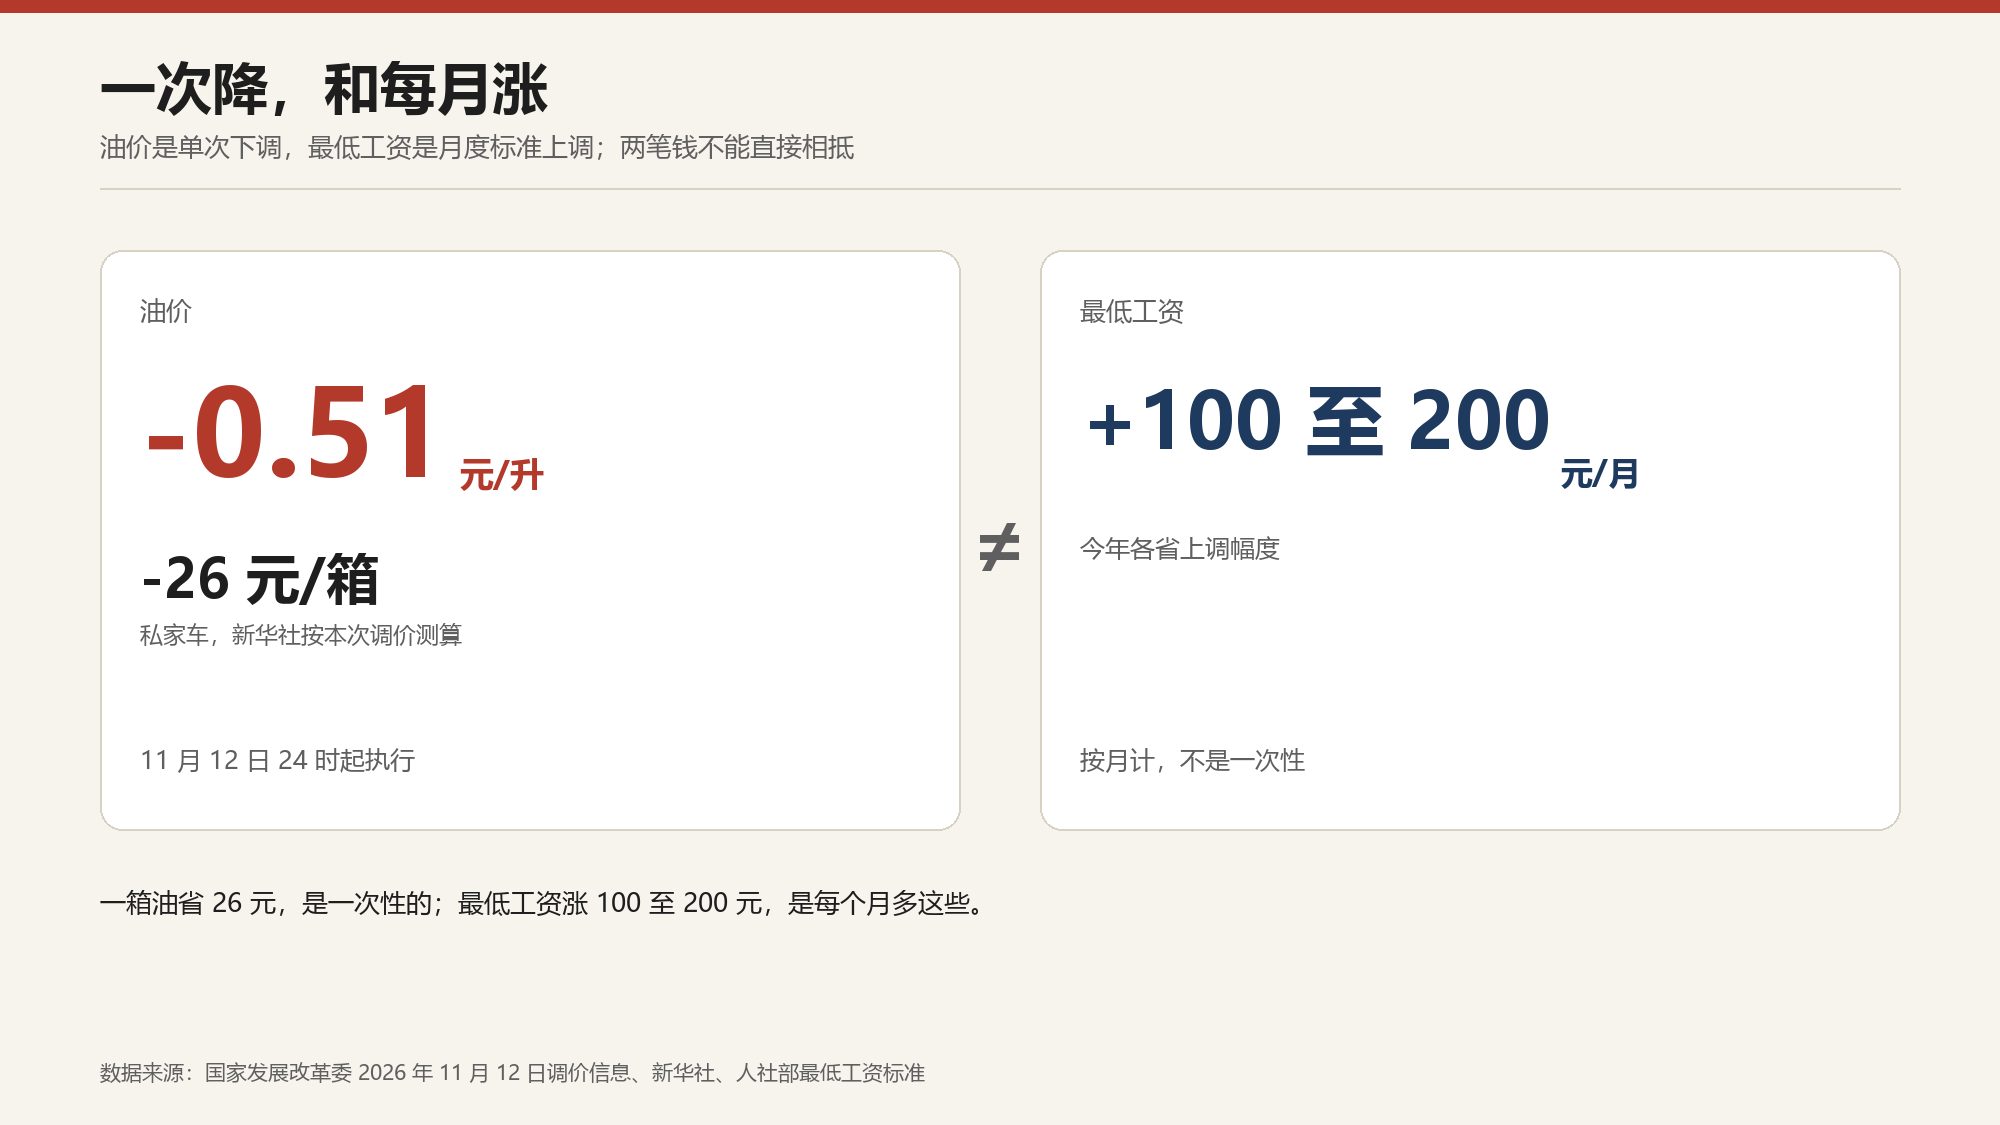 一次降，和每月涨
油价是单次下调，最低工资是月度标准上调；两笔钱不能直接相抵
油价
-0.51 元/升
-26 元/箱
私家车，新华社按本次调价测算
11 月 12 日 24 时起执行
≠
最低工资
+100 至 200 元/月
今年各省上调幅度
按月计，不是一次性
一箱油省 26 元，是一次性的；最低工资涨 100 至 200 元，是每个月多这些。
数据来源：国家发展改革委 2026 年 11 月 12 日调价信息、新华社、人社部最低工资标准